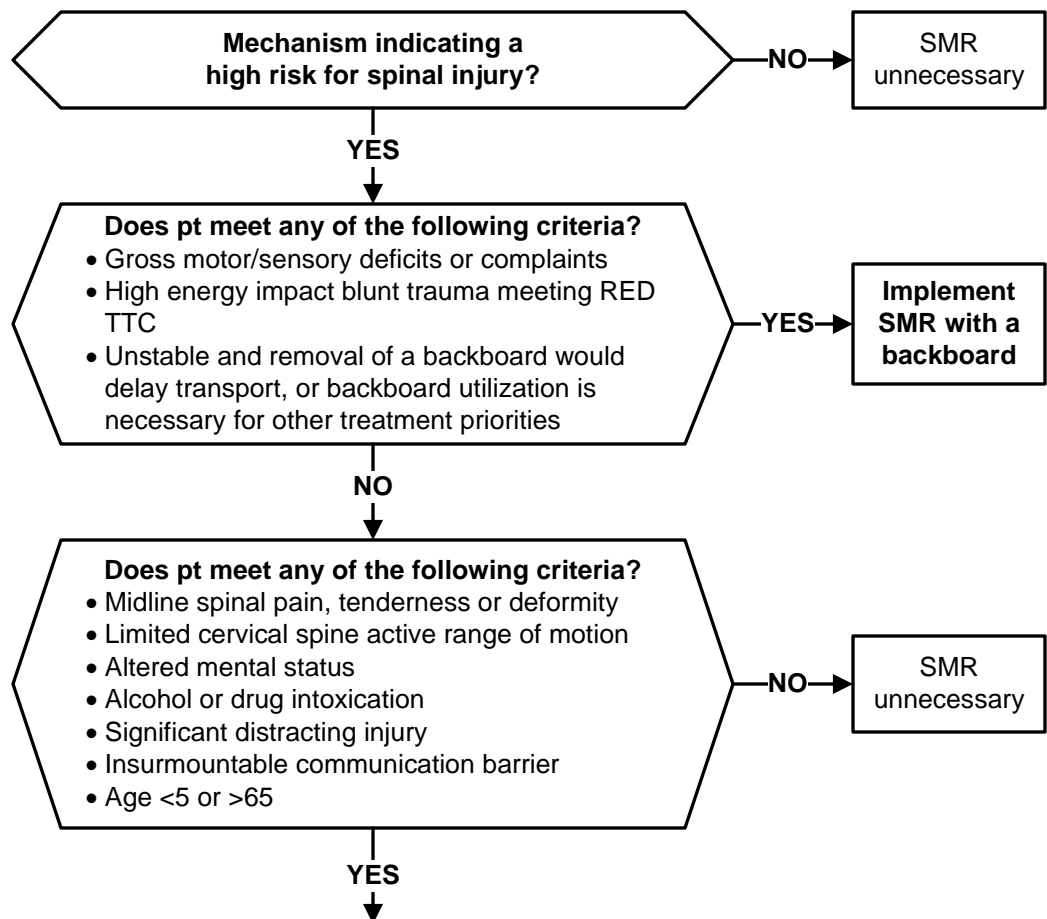 Mechanism indicating a
high risk for spinal injury?
NO
SMR
unnecessary
YES
Does pt meet any of the following criteria?
• Gross motor/sensory deficits or complaints
• High energy impact blunt trauma meeting RED
TTC
• Unstable and removal of a backboard would
delay transport, or backboard utilization is
necessary for other treatment priorities
YES
Implement
SMR with a
backboard
NO
Does pt meet any of the following criteria?
• Midline spinal pain, tenderness or deformity
• Limited cervical spine active range of motion
• Altered mental status
• Alcohol or drug intoxication
• Significant distracting injury
• Insurmountable communication barrier
• Age <5 or >65
NO
SMR
unnecessary
YES